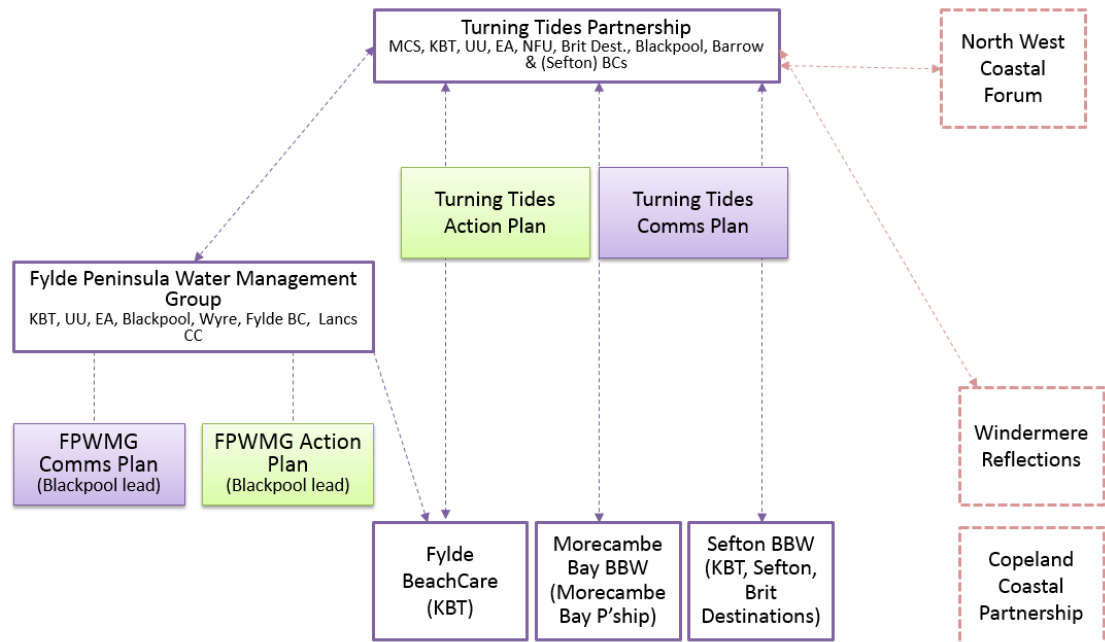 Turning Tides Partnership
MCS, KBT, UU, EA, NFU, Brit Dest., Blackpool, Barrow
& (Sefton) BCs
North West
Coastal
Forum
Turning Tides
Action Plan
Turning Tides
Comms Plan
Fylde Peninsula Water Management
Group
KBT, UU, EA, Blackpool, Wyre, Fylde BC, Lancs
CC
FPWMG
Comms Plan
(Blackpool lead)
FPWMG Action
Plan
(Blackpool lead)
Windermere
Reflections
Fylde
BeachCare
(KBT)
Morecambe
Bay BBW
(Morecambe
Bay P'ship)
Sefton BBW
(KBT, Sefton,
Brit
Destinations)
Copeland
Coastal
Partnership